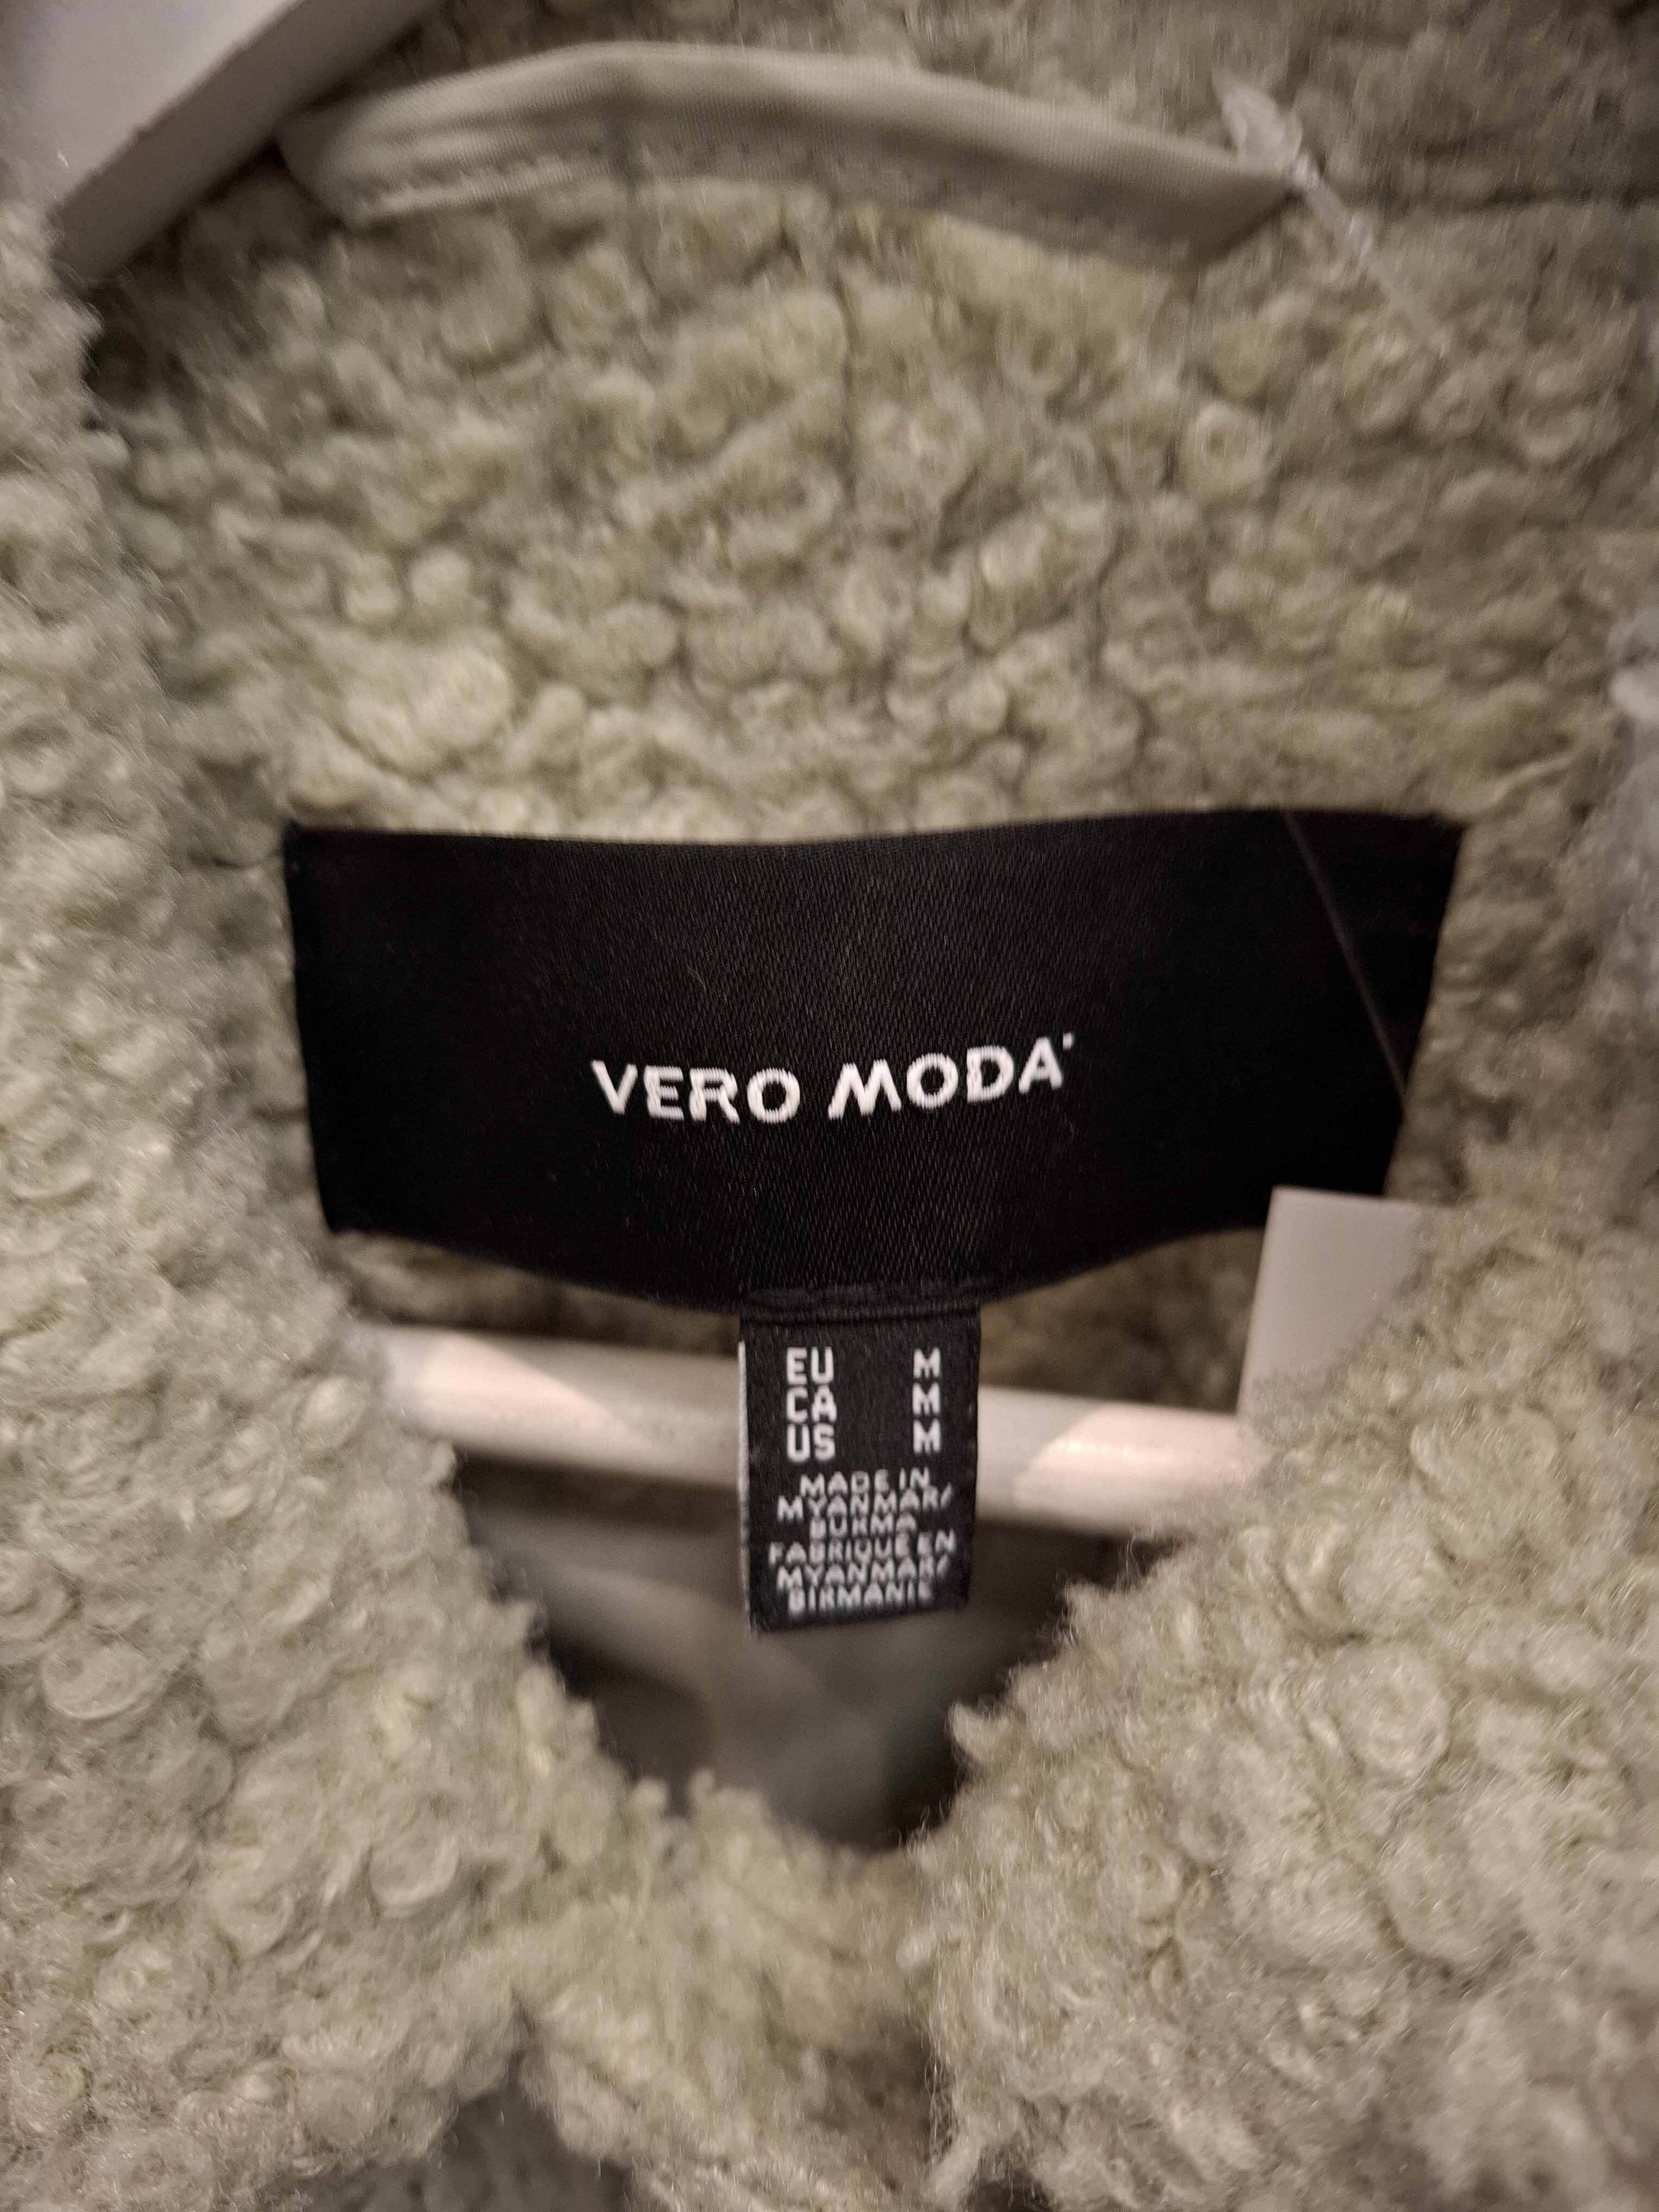 VERO MODA
EU M
CA M
US M
MADE IN
MYANMAR/
BURMA
FABRIQUÉ EN
MYANMAR/
BIRMANIE